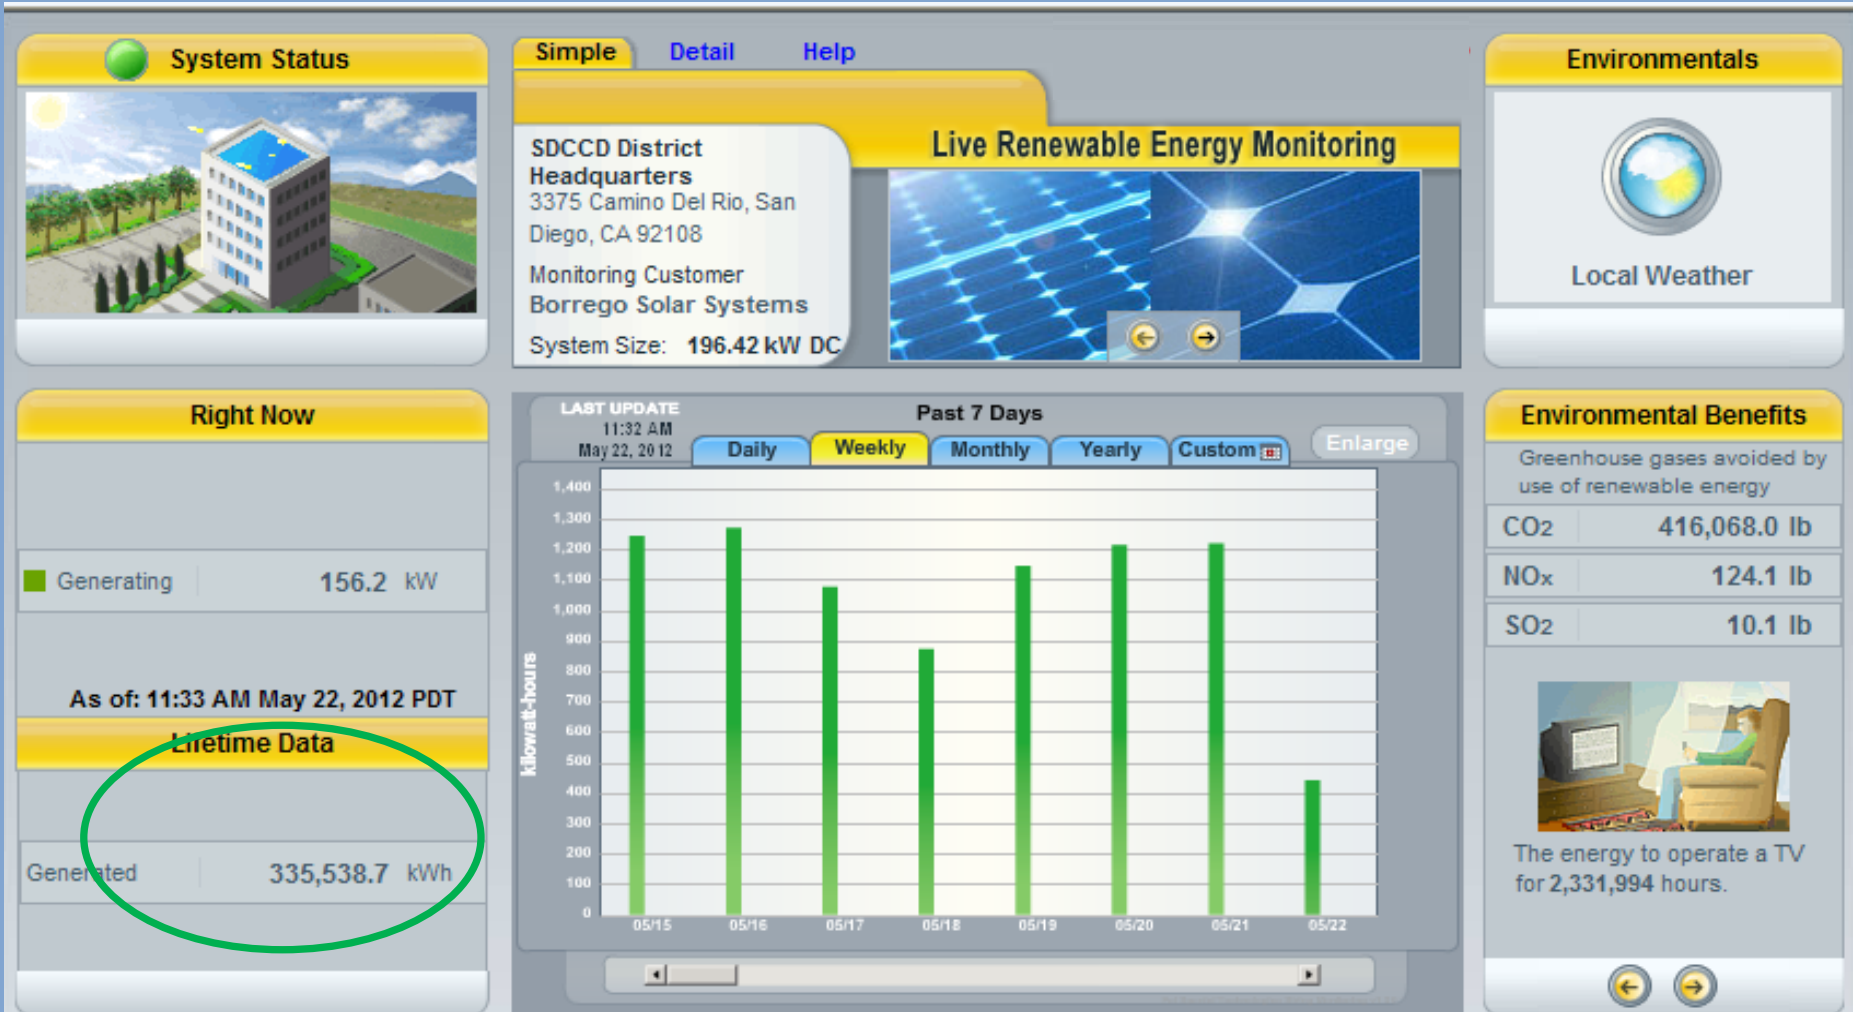 System Status
Simple Detail Help
SDCCD District
Headquarters
3375 Camino Del Rio, San
Diego, CA 92108
Monitoring Customer
Borrego Solar Systems
System Size: 196.42 kW DC
Live Renewable Energy Monitoring
Environmentals
Local Weather
Right Now
Generating 156.2 kW
As of: 11:33 AM May 22, 2012 PDT
Lifetime Data
Generated 335,538.7 kWh
LAST UPDATE
11:32 AM
May 22, 2012
Past 7 Days
Daily Weekly Monthly Yearly Custom
Enlarge
kilowatt-hours
1,400
1,300
1,200
1,100
1,000
900
800
700
600
500
400
300
200
100
0
05/15 05/16 05/17 05/18 05/19 05/20 05/21 05/22
Environmental Benefits
Greenhouse gases avoided by
use of renewable energy
CO2 416,068.0 lb
NOx 124.1 lb
SO2 10.1 lb
The energy to operate a TV
for 2,331,994 hours.